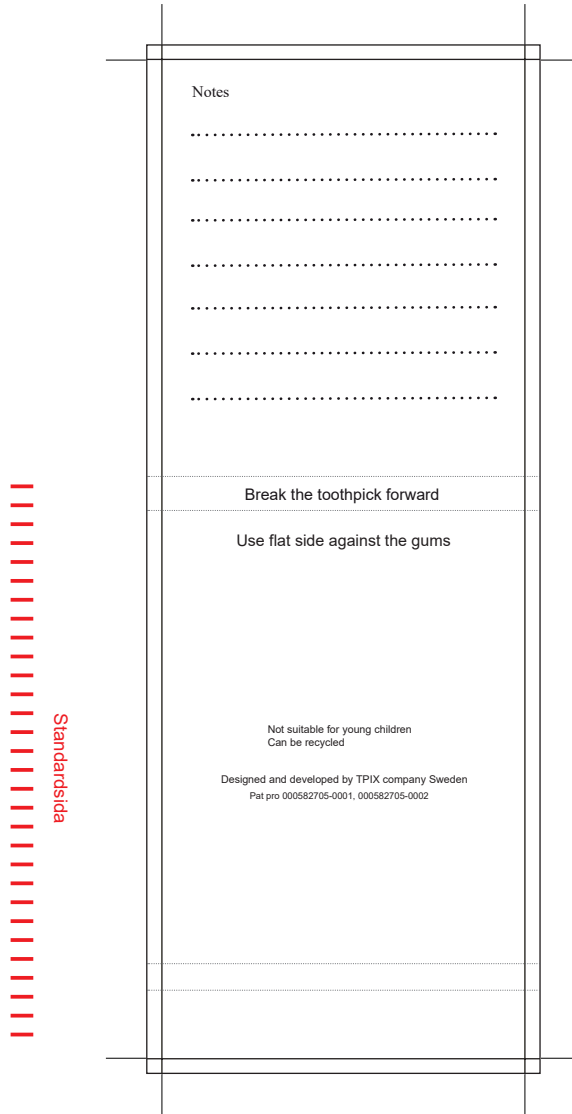 Notes
Break the toothpick forward
Use flat side against the gums
Standardsida
Not suitable for young children
Can be recycled
Designed and developed by TPIX company Sweden
Pat pro 000582705-0001, 000582705-0002